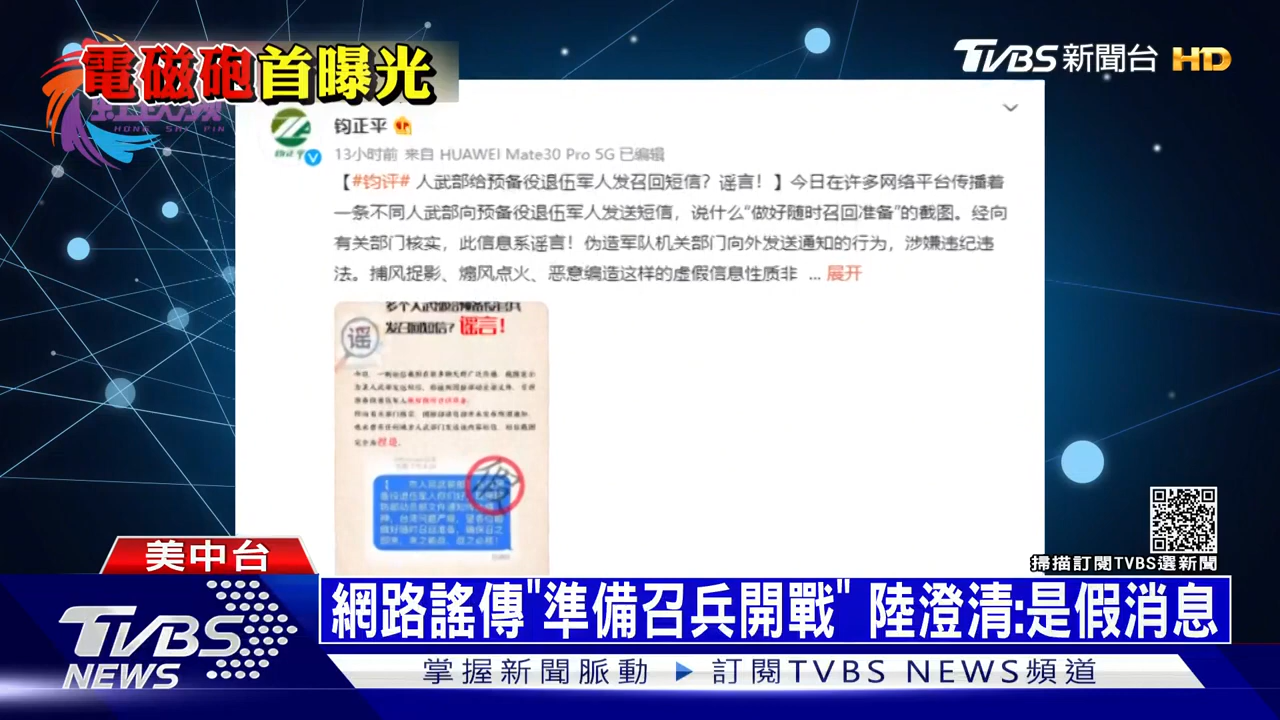 電磁砲首曝光
HONG SHI PIN
TVBS新聞台 HD
钧正平
13小时前 来自 HUAWEI Mate30 Pro 5G 已编辑
【#钧评# 人武部给预备役退伍军人发召回短信？谣言！】今日在许多网络平台传播着
一条不同人武部向预备役退伍军人发送短信，说什么“做好随时召回准备”的截图。经向
有关部门核实，此信息系谣言！伪造军队机关部门向外发送通知的行为，涉嫌违纪违
法。捕风捉影、煽风点火、恶意编造这样的虚假信息性质非 ... 展开
谣
发召回短信？谣言！
掃描訂閱TVBS選新聞
美中台
網路謠傳"準備召兵開戰" 陸澄清:是假消息
TVBS
NEWS
掌握新聞脈動 ▶ 訂閱TVBS NEWS頻道